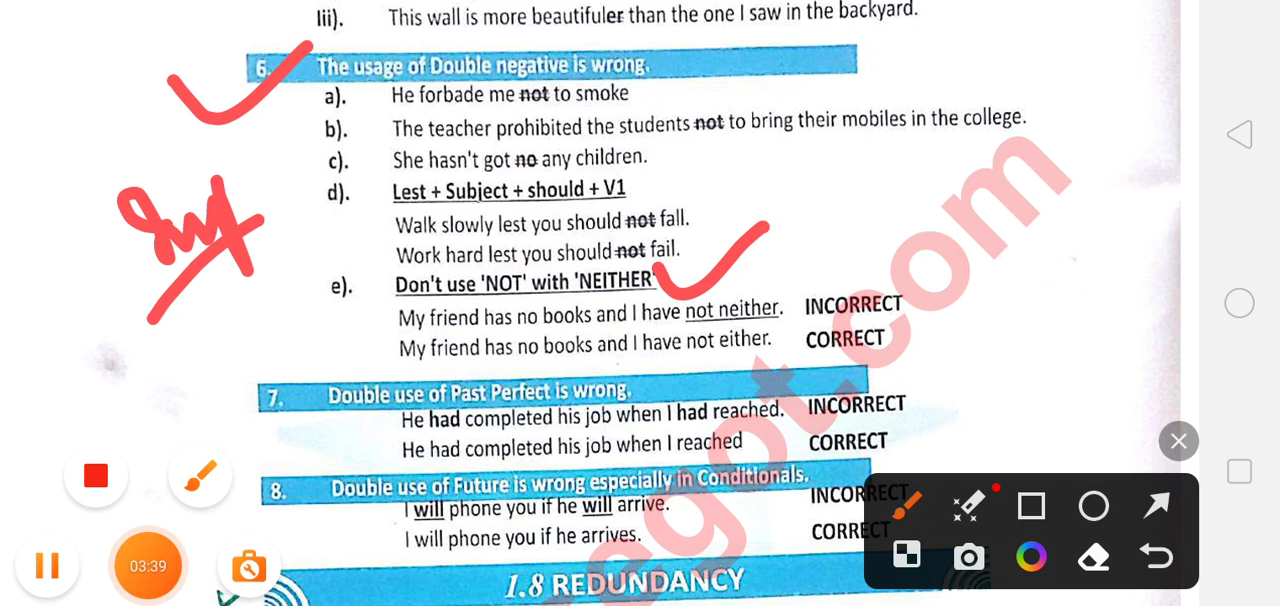 Iii). This wall is more beautifuler than the one I saw in the backyard.
6. The usage of Double negative is wrong.
a). He forbade me not to smoke
b). The teacher prohibited the students not to bring their mobiles in the college.
c). She hasn't got no any children.
d). Lest + Subject + should + V1
Walk slowly lest you should not fall.
Work hard lest you should not fail.
e). Don't use 'NOT' with 'NEITHER'
My friend has no books and I have not neither. INCORRECT
My friend has no books and I have not either. CORRECT
7. Double use of Past Perfect is wrong.
He had completed his job when I had reached. INCORRECT
He had completed his job when I reached CORRECT
8. Double use of Future is wrong especially in Conditionals.
I will phone you if he will arrive. INCORRECT
I will phone you if he arrives. CORRECT
1.8 REDUNDANCY
egot.com
03:39